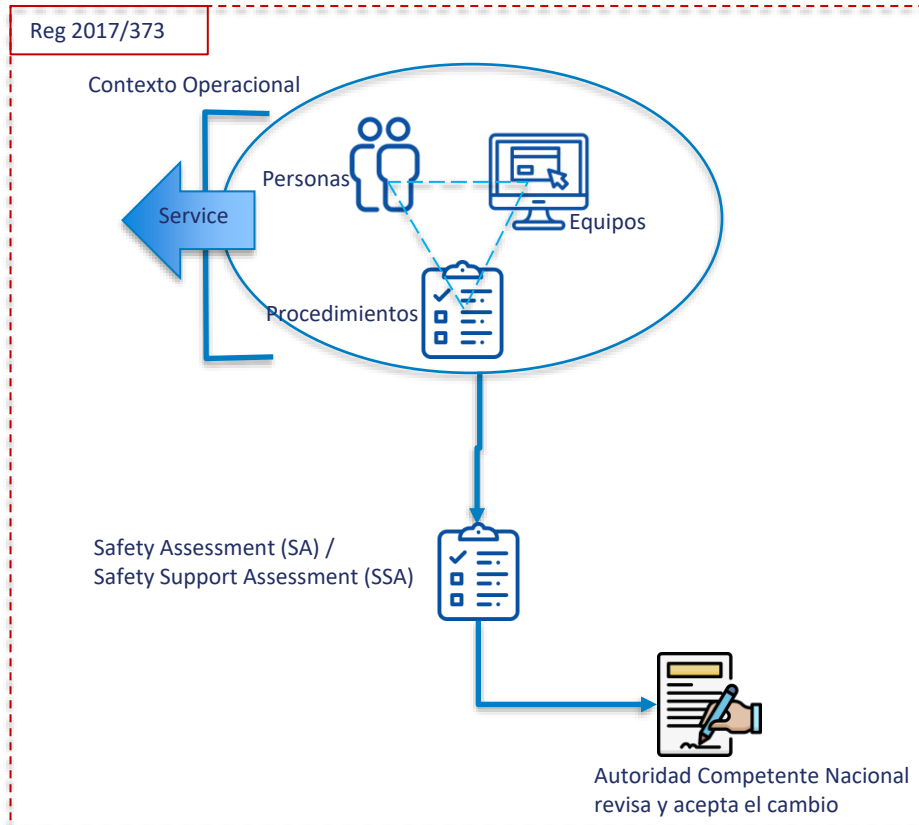 Reg 2017/373
Contexto Operacional
Personas
Service
Equipos
Procedimientos
Safety Assessment (SA) /
Safety Support Assessment (SSA)
Autoridad Competente Nacional
revisa y acepta el cambio